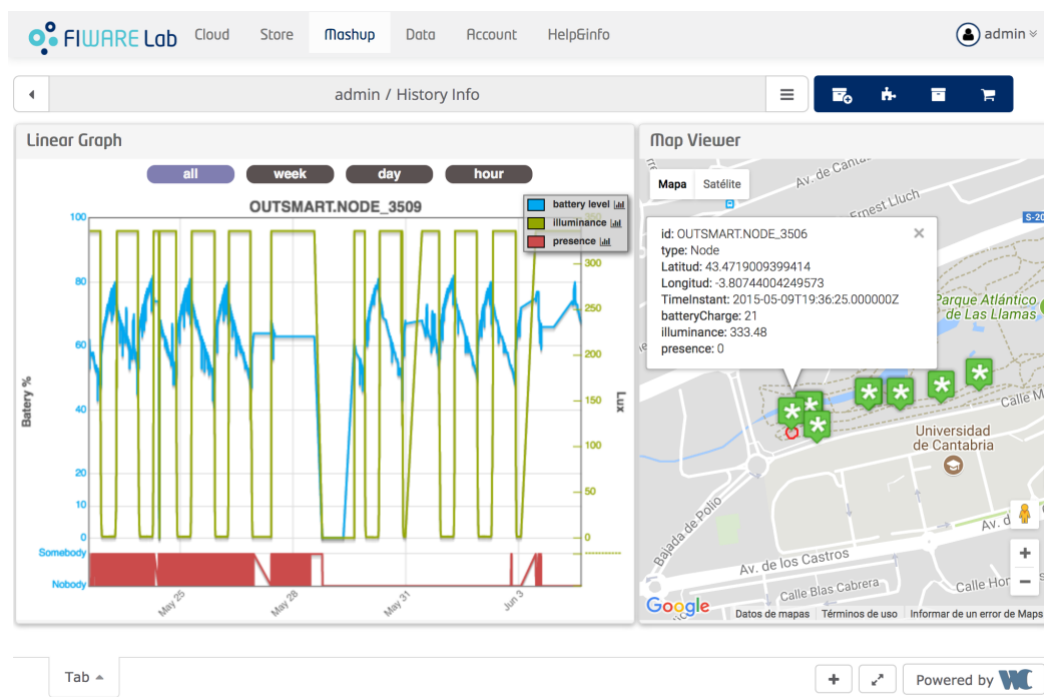 FIWARE Lab Cloud Store Mashup Data Account Help&info admin
admin / History Info
Linear Graph
all week day hour
OUTSMART.NODE_3509
battery level
illuminance
presence
100
80
60
40
20
10
0
Batery %
300
250
200
150
100
50
0
Lux
Somebody
Nobody
May 25 May 28 May 31 Jun 3
Map Viewer
Mapa Satélite
id: OUTSMART.NODE_3506
type: Node
Latitud: 43.4719009399414
Longitud: -3.80744004249573
TimeInstant: 2015-05-09T19:36:25.000000Z
batteryCharge: 21
illuminance: 333.48
presence: 0
Av. de
Ernest Lluch
S-20
Parque Atlántico
de Las Llamas
Calle M
Universidad
de Cantabria
Bajada de Polio
Av. d
Av. de los Castros
Calle Blas Cabrera
Calle Hor
Google
Datos de mapas Términos de uso Informar de un error de Maps
Tab
Powered by WC